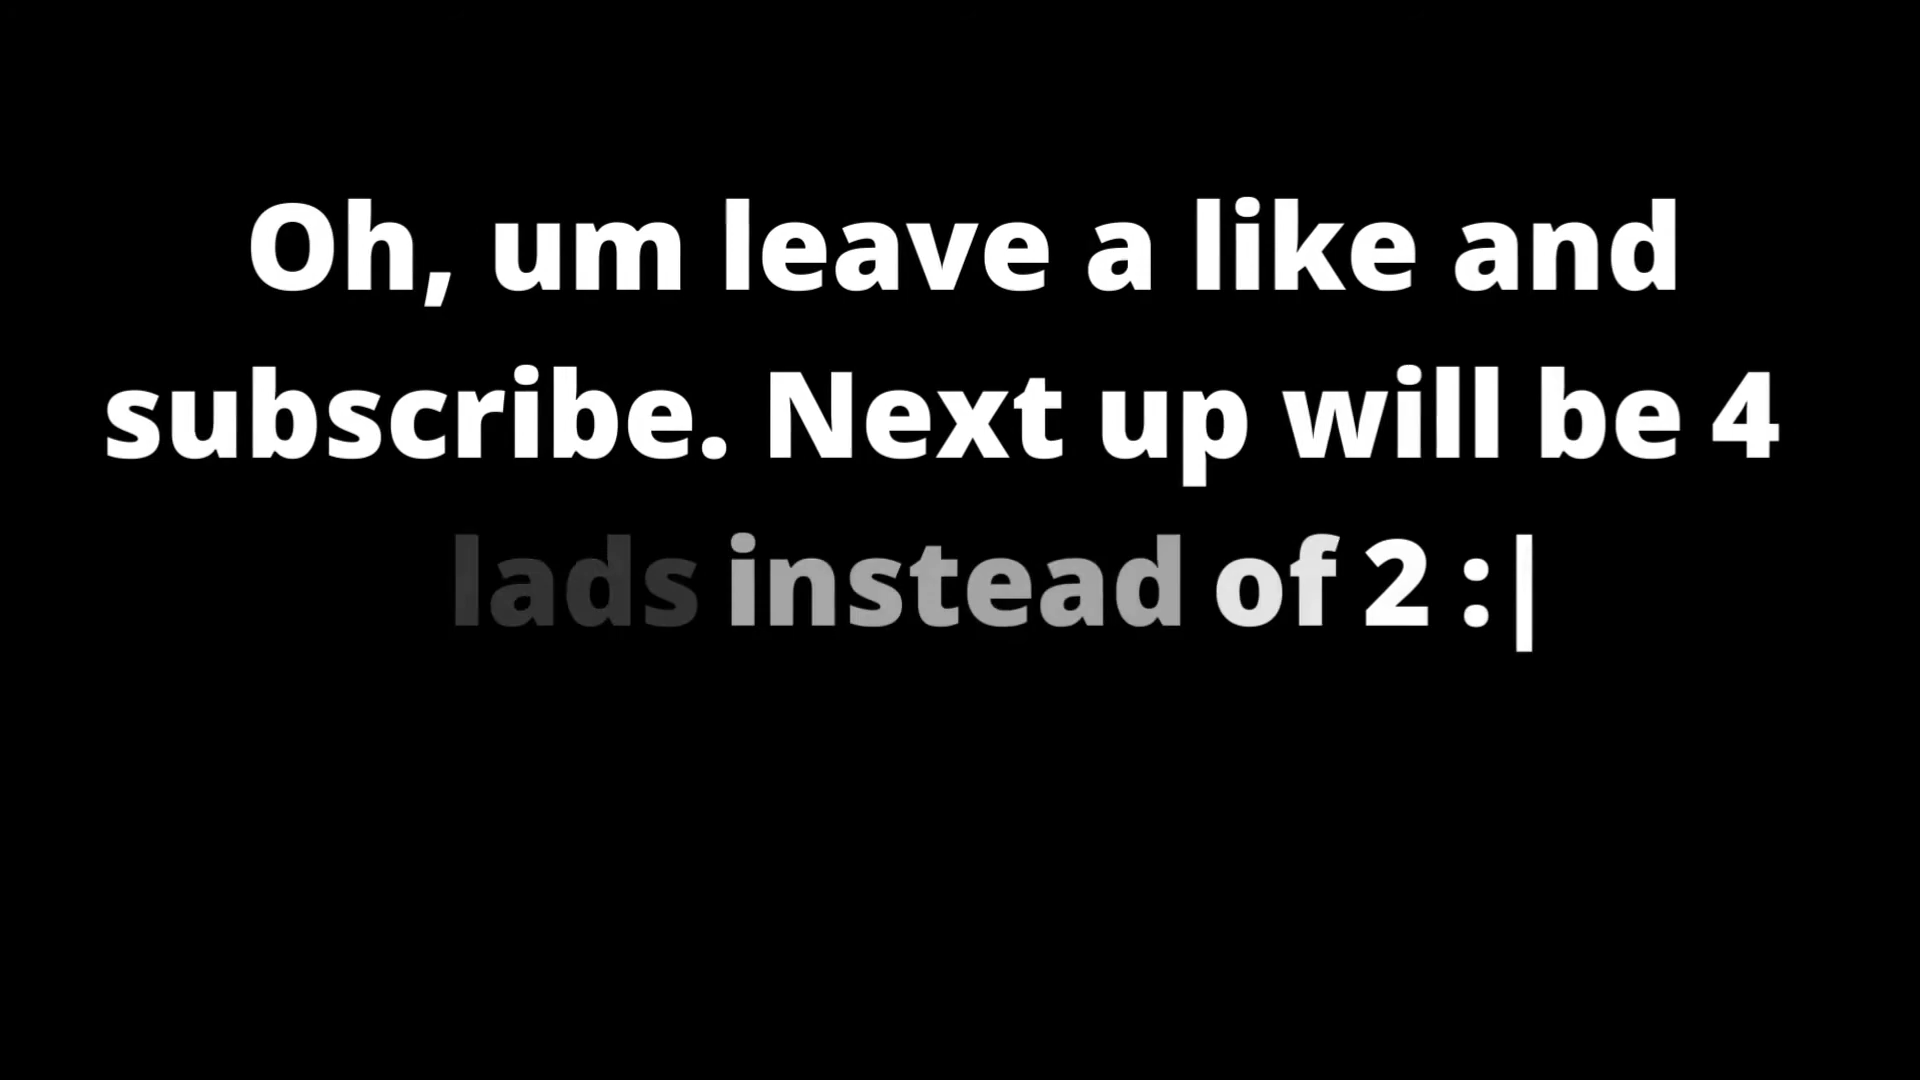 Oh, um leave a like and
subscribe. Next up will be 4
lads instead of 2 :|